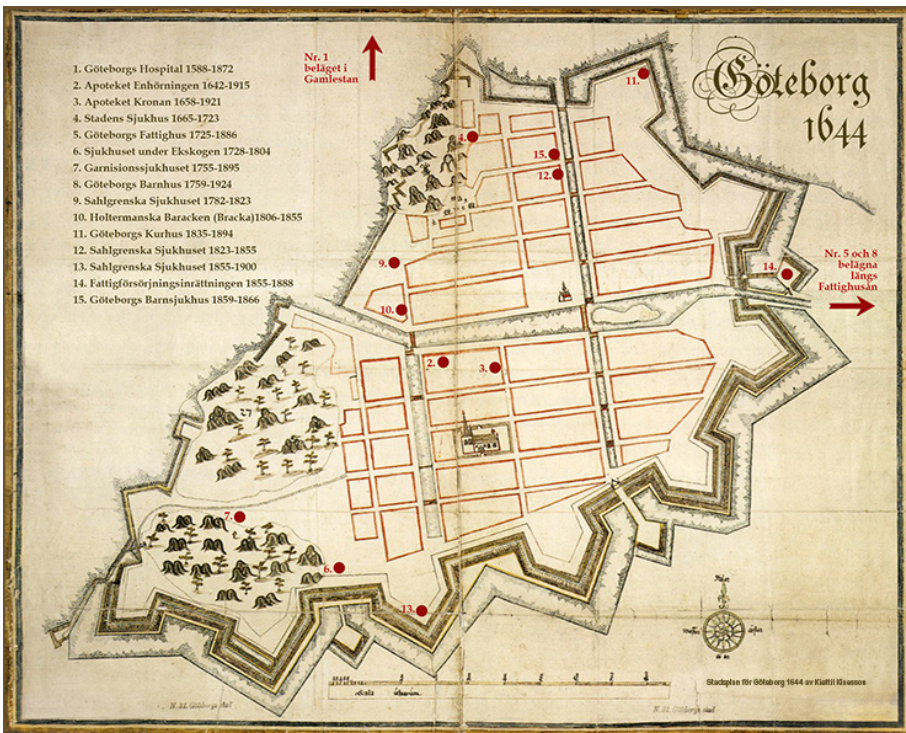 Nr. 1
beläget i
Gamlestan
Göteborg
1644
1. Göteborgs Hospital 1588-1872
2. Apoteket Enhörningen 1642-1915
3. Apoteket Kronan 1658-1921
4. Stadens Sjukhus 1665-1723
5. Göteborgs Fattighus 1725-1886
6. Sjukhuset under Ekskogen 1728-1804
7. Garnisionssjukhuset 1755-1895
8. Göteborgs Barnhus 1759-1924
9. Sahlgrenska Sjukhuset 1782-1823
10. Holtermanska Baracken (Bracka)1806-1855
11. Göteborgs Kurhus 1835-1894
12. Sahlgrenska Sjukhuset 1823-1855
13. Sahlgrenska Sjukhuset 1855-1900
14. Fattigförsörjningsinrättningen 1855-1888
15. Göteborgs Barnsjukhus 1859-1866
11.
4.
15.
12.
9.
14.
Nr. 5 och 8
belägna
längs
Fattighusån
10.
2.
3.
7.
6.
13.
Stadsplan för Göteborg 1644 av Kiettil Klasson